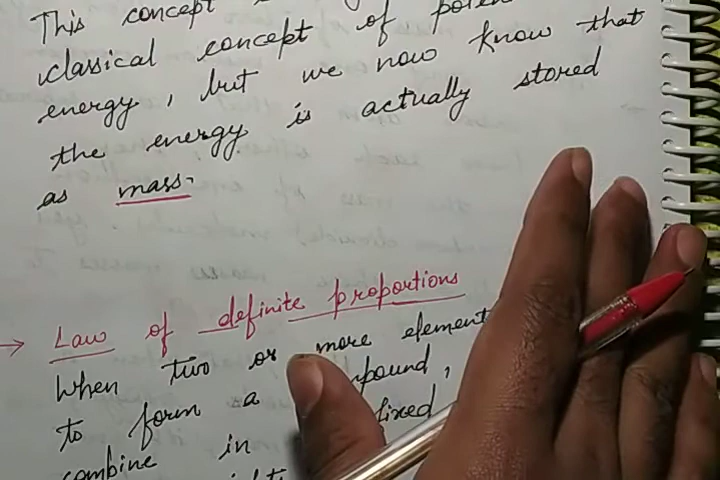 This concept
classical concept of
energy, but we now know that
the energy is actually stored
as mass.
→ Law of definite proportions
When two or more element
to form a
combine in fixed